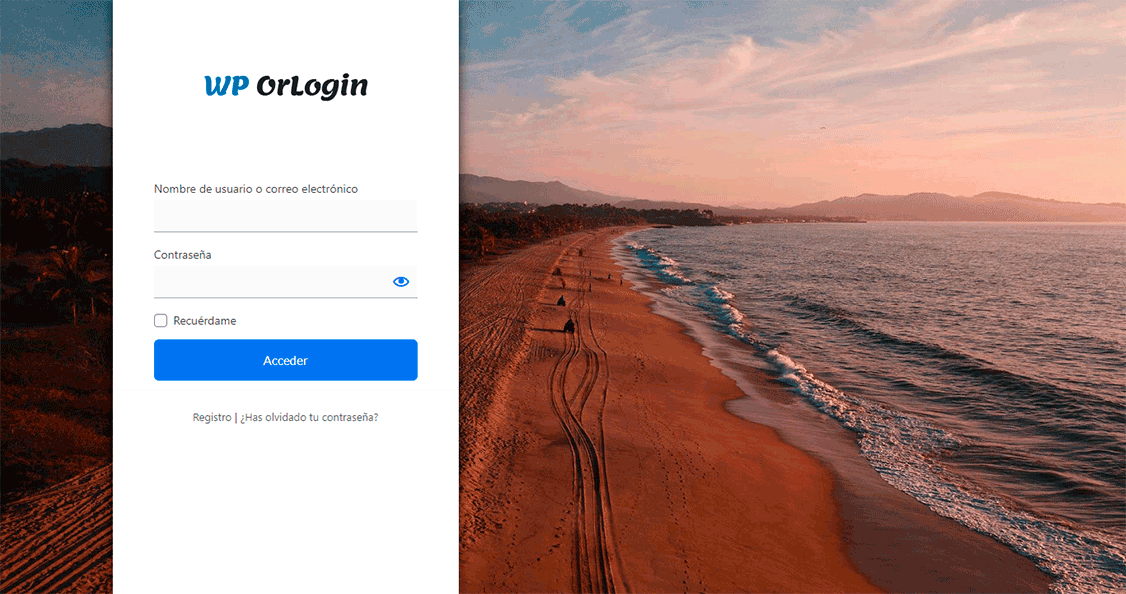 WP OrLogin
Nombre de usuario o correo electrónico
Contraseña
Recuérdame
Acceder
Registro | ¿Has olvidado tu contraseña?